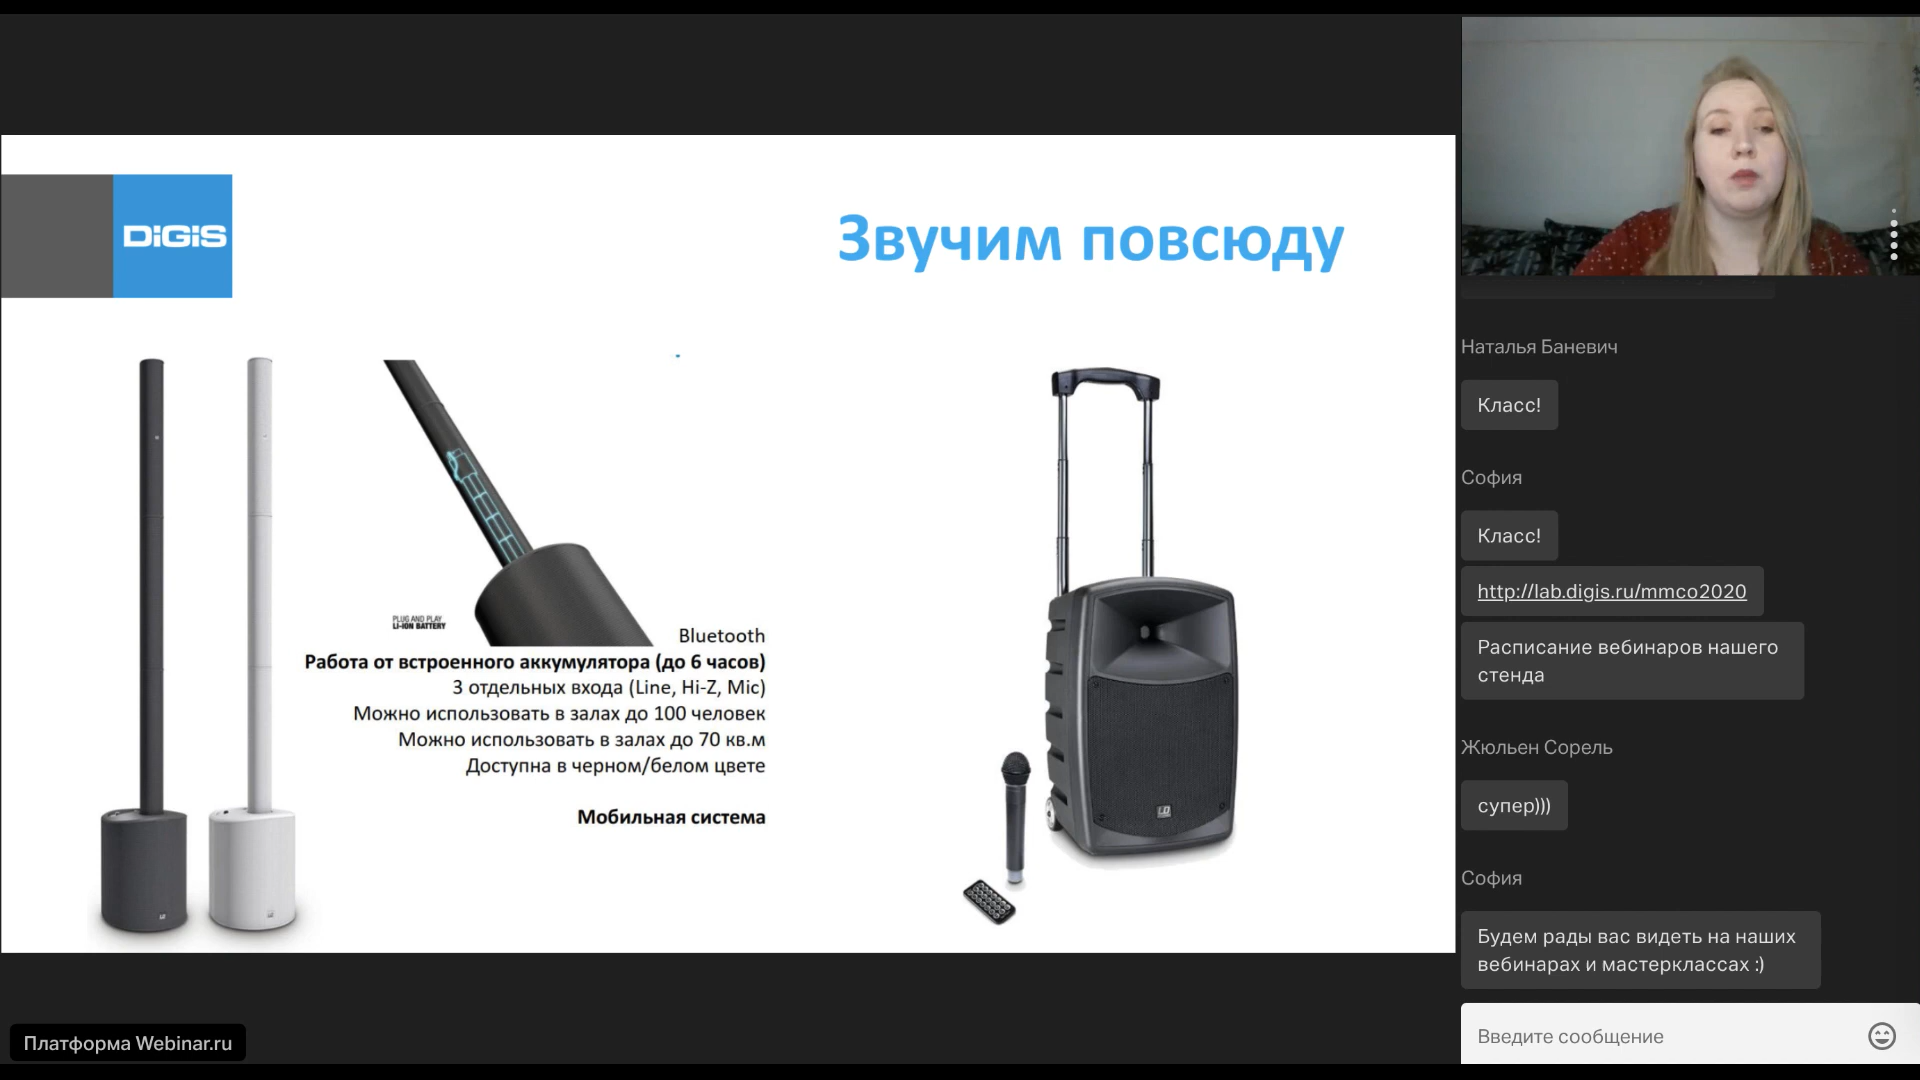 DIGIS
Звучим повсюду
PLUG AND PLAY
LI-ION BATTERY
Bluetooth
Работа от встроенного аккумулятора (до 6 часов)
3 отдельных входа (Line, Hi-Z, Mic)
Можно использовать в залах до 100 человек
Можно использовать в залах до 70 кв.м
Доступна в черном/белом цвете
Мобильная система
LD
Платформа Webinar.ru
Наталья Баневич
Класс!
София
Класс!
http://lab.digis.ru/mmco2020
Расписание вебинаров нашего
стенда
Жюльен Сорель
супер)))
София
Будем рады вас видеть на наших
вебинарах и мастерклассах :)
Введите сообщение